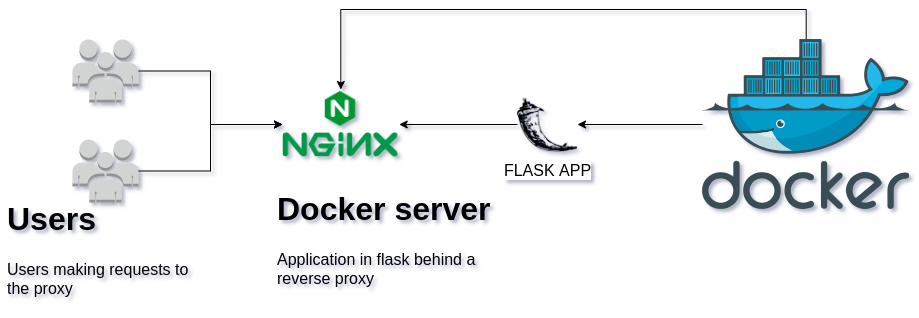 N
NGiNX
FLASK APP
docker
Users
Docker server
Users making requests to
the proxy
Application in flask behind a
reverse proxy